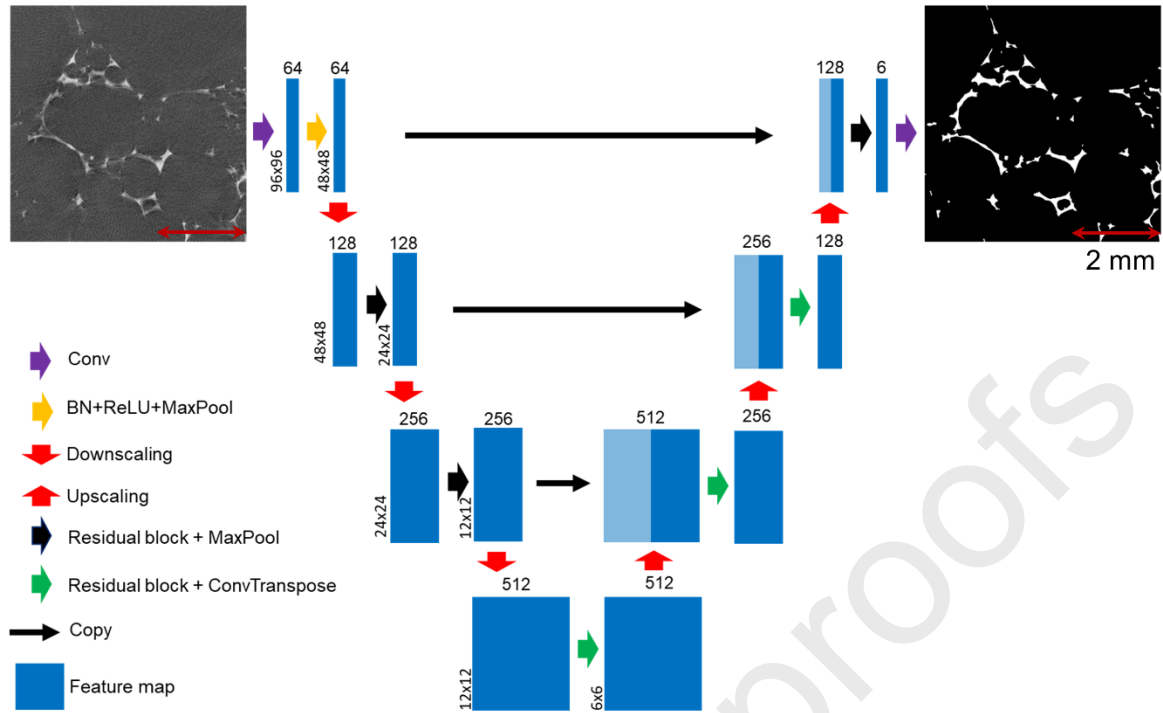 64
64
128
6
96x96
48x48
2 mm
128
128
256
128
48x48
24x24
Conv
BN+ReLU+MaxPool
Downscaling
Upscaling
Residual block + MaxPool
Residual block + ConvTranspose
Copy
Feature map
256
256
512
256
24x24
12x12
512
512
12x12
6x6
proofs